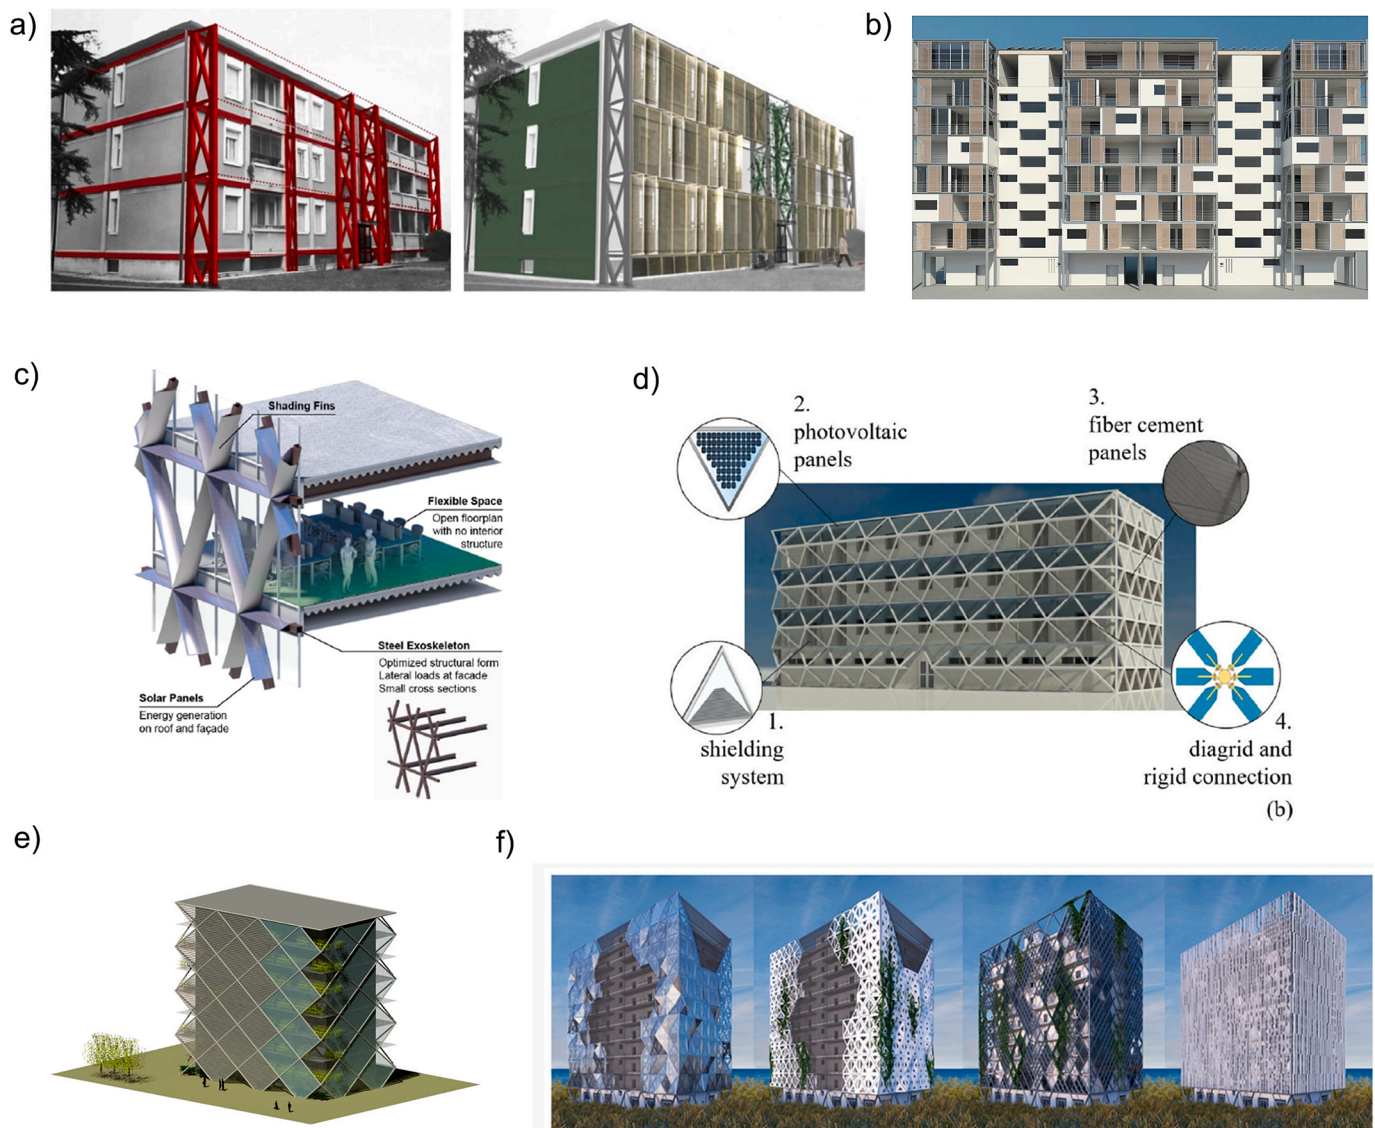 a)
b)
c)
Shading Fins
Flexible Space
Open floorplan
with no interior
structure
Steel Exoskeleton
Optimized structural form
Lateral loads at facade
Small cross sections
Solar Panels
Energy generation
on roof and façade
d)
2.
photovoltaic
panels
3.
fiber cement
panels
1.
shielding
system
4.
diagrid and
rigid connection
(b)
e)
f)